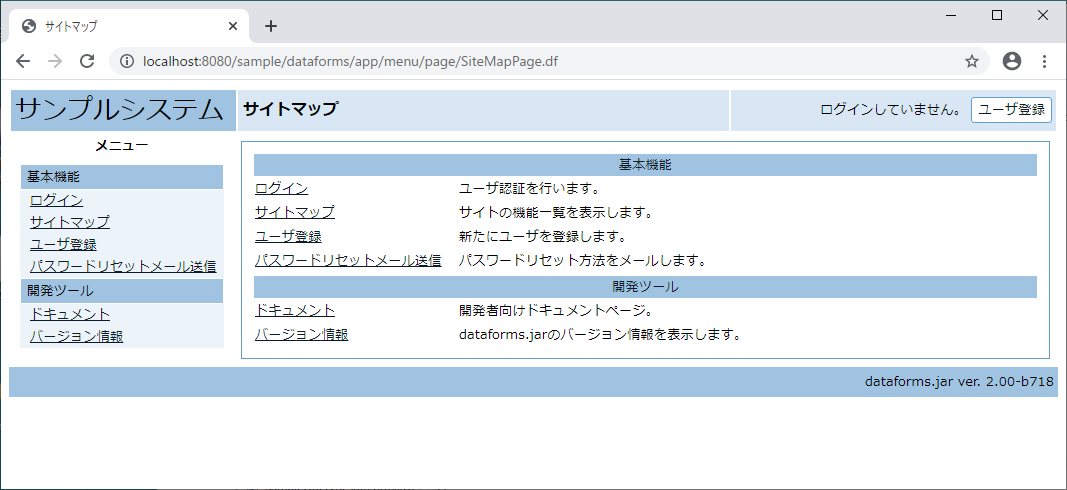 サイトマップ
localhost:8080/sample/dataforms/app/menu/page/SiteMapPage.df
サンプルシステム サイトマップ ログインしていません。 ユーザ登録
メニュー
基本機能
ログイン
サイトマップ
ユーザ登録
パスワードリセットメール送信
開発ツール
ドキュメント
バージョン情報
基本機能
ログイン ユーザ認証を行います。
サイトマップ サイトの機能一覧を表示します。
ユーザ登録 新たにユーザを登録します。
パスワードリセットメール送信 パスワードリセット方法をメールします。
開発ツール
ドキュメント 開発者向けドキュメントページ。
バージョン情報 dataforms.jarのバージョン情報を表示します。
dataforms.jar ver. 2.00-b718